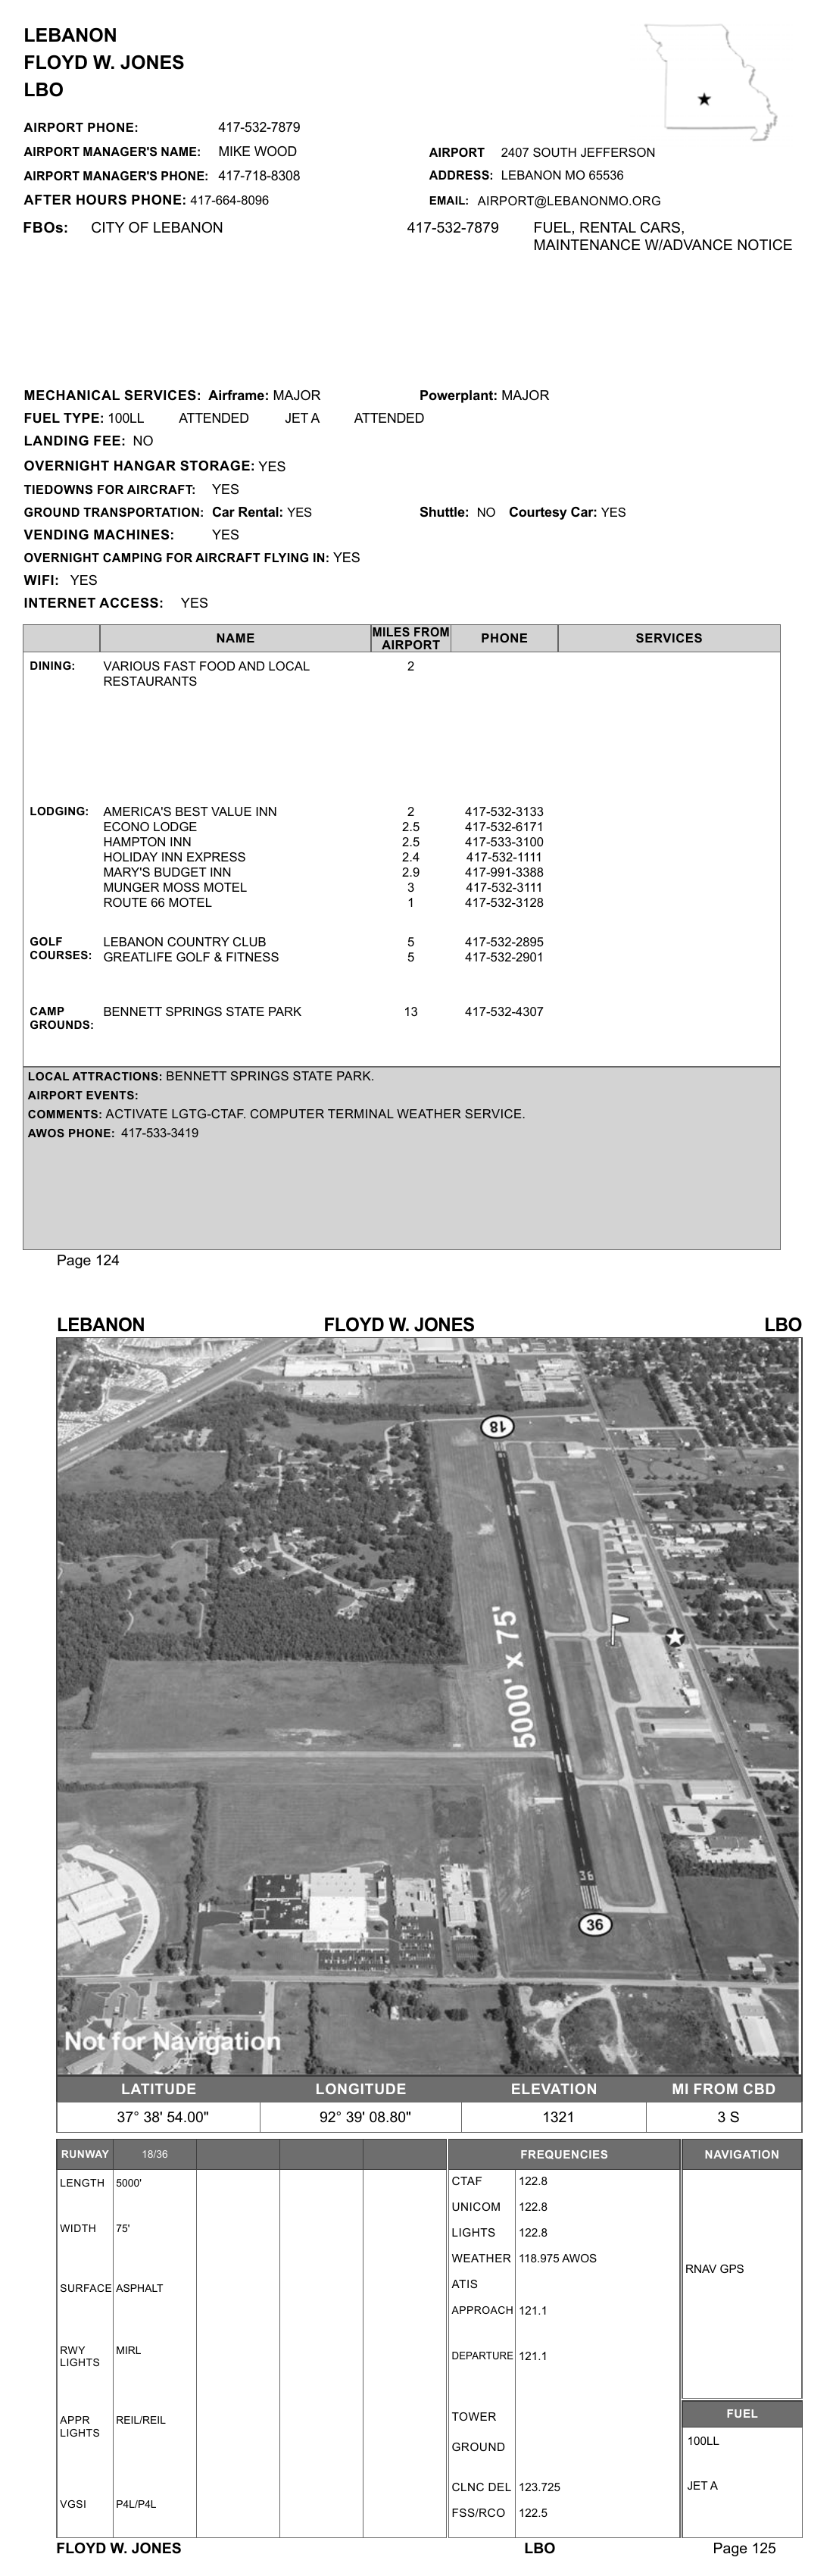 LEBANON
FLOYD W. JONES
LBO
AIRPORT PHONE: 417-532-7879
AIRPORT MANAGER'S NAME: MIKE WOOD
AIRPORT MANAGER'S PHONE: 417-718-8308
AFTER HOURS PHONE: 417-664-8096
AIRPORT 2407 SOUTH JEFFERSON
ADDRESS: LEBANON MO 65536
EMAIL: AIRPORT@LEBANONMO.ORG
FBOs: CITY OF LEBANON 417-532-7879 FUEL, RENTAL CARS,
MAINTENANCE W/ADVANCE NOTICE
MECHANICAL SERVICES: Airframe: MAJOR Powerplant: MAJOR
FUEL TYPE: 100LL ATTENDED JET A ATTENDED
LANDING FEE: NO
OVERNIGHT HANGAR STORAGE: YES
TIEDOWNS FOR AIRCRAFT: YES
GROUND TRANSPORTATION: Car Rental: YES Shuttle: NO Courtesy Car: YES
VENDING MACHINES: YES
OVERNIGHT CAMPING FOR AIRCRAFT FLYING IN: YES
WIFI: YES
INTERNET ACCESS: YES
NAME MILES FROM AIRPORT PHONE SERVICES
DINING: VARIOUS FAST FOOD AND LOCAL 2
RESTAURANTS
LODGING: AMERICA'S BEST VALUE INN 2 417-532-3133
ECONO LODGE 2.5 417-532-6171
HAMPTON INN 2.5 417-533-3100
HOLIDAY INN EXPRESS 2.4 417-532-1111
MARY'S BUDGET INN 2.9 417-991-3388
MUNGER MOSS MOTEL 3 417-532-3111
ROUTE 66 MOTEL 1 417-532-3128
GOLF LEBANON COUNTRY CLUB 5 417-532-2895
COURSES: GREATLIFE GOLF & FITNESS 5 417-532-2901
CAMP BENNETT SPRINGS STATE PARK 13 417-532-4307
GROUNDS:
LOCAL ATTRACTIONS: BENNETT SPRINGS STATE PARK.
AIRPORT EVENTS:
COMMENTS: ACTIVATE LGTG-CTAF. COMPUTER TERMINAL WEATHER SERVICE.
AWOS PHONE: 417-533-3419
Page 124
LEBANON FLOYD W. JONES LBO
18
18
5000' x 75'
36
36
Not for Navigation
LATITUDE LONGITUDE ELEVATION MI FROM CBD
37° 38' 54.00" 92° 39' 08.80" 1321 3 S
RUNWAY 18/36
LENGTH 5000'
WIDTH 75'
SURFACE ASPHALT
RWY MIRL
LIGHTS
APPR REIL/REIL
LIGHTS
VGSI P4L/P4L
FREQUENCIES
CTAF 122.8
UNICOM 122.8
LIGHTS 122.8
WEATHER 118.975 AWOS
ATIS
APPROACH 121.1
DEPARTURE 121.1
TOWER
GROUND
CLNC DEL 123.725
FSS/RCO 122.5
NAVIGATION
RNAV GPS
FUEL
100LL
JET A
FLOYD W. JONES LBO Page 125